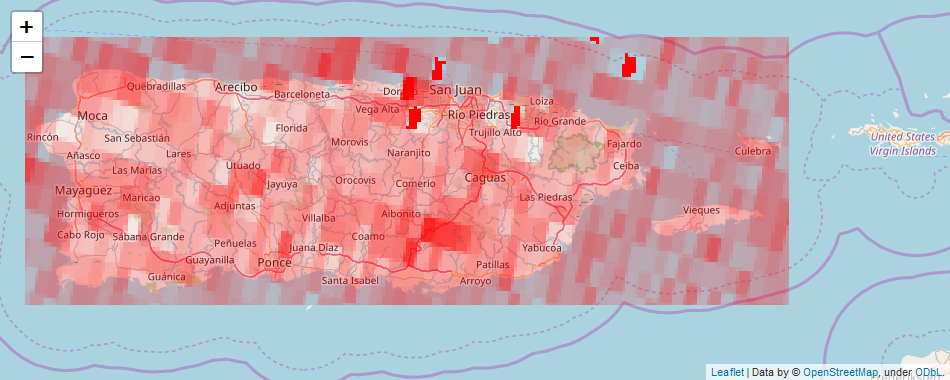 +
−
Quebradillas
Arecibo
Barceloneta
San Juan
Vega Alta
Loíza
Moca
Río Piedras
Río Grande
Rincón
San Sebastián
Florida
Trujillo Alto
Morovis
Fajardo
Culebra
United States
Virgin Islands
Añasco
Lares
Naranjito
Utuado
Ceiba
Las Marías
Jayuya
Orocovis
Comerío
Caguas
Mayagüez
Maricao
Las Piedras
Hormigueros
Adjuntas
Villalba
Aibonito
Vieques
Cabo Rojo
Sábana Grande
Peñuelas
Juana Díaz
Coamo
Yabucoa
Guayanilla
Ponce
Patillas
Guánica
Santa Isabel
Arroyo
Leaflet | Data by © OpenStreetMap, under ODbL.